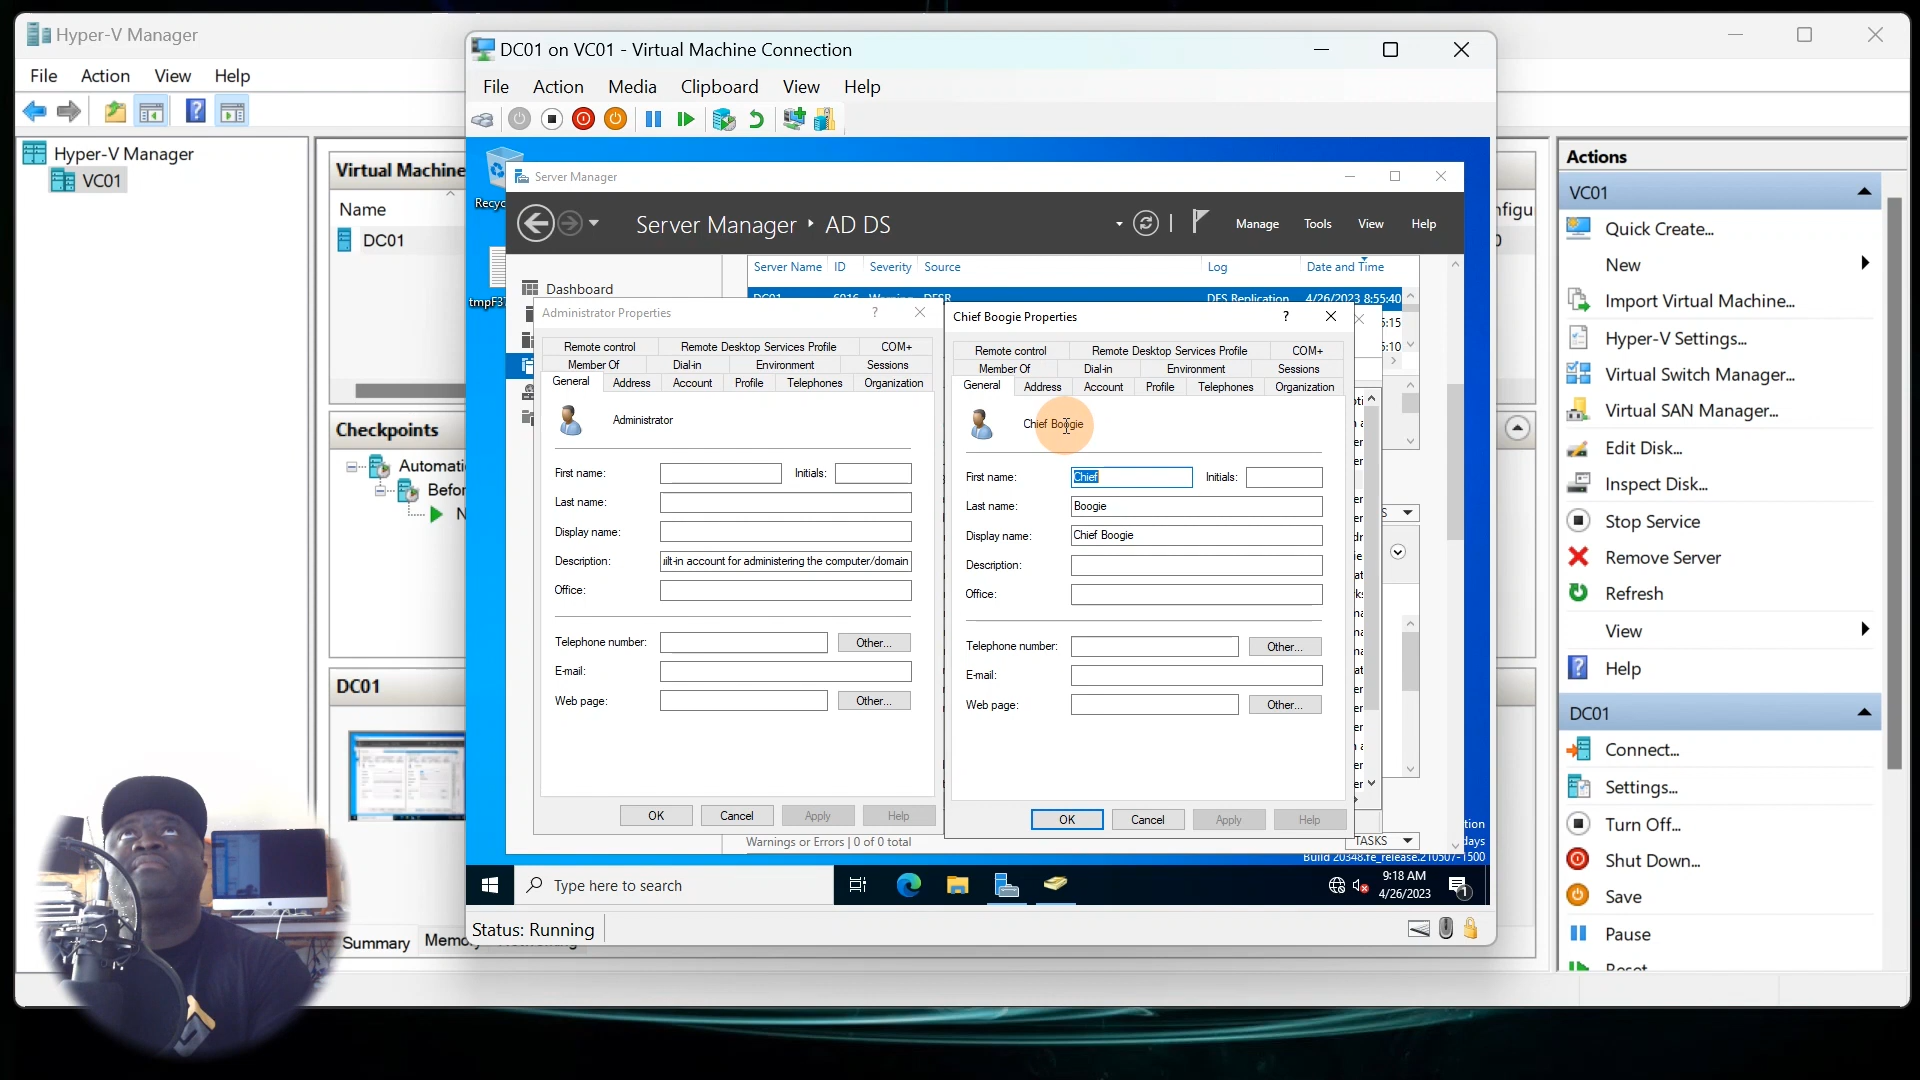 Hyper-V Manager
File Action View Help
Hyper-V Manager
VC01
Virtual Machine
Name
DC01
Checkpoints
Automati
Befor
N
DC01
Summary
DC01 on VC01 - Virtual Machine Connection
File Action Media Clipboard View Help
Server Manager
Server Manager AD DS
Manage Tools View Help
Dashboard
Server Name ID Severity Source Log Date and Time
DC01 6016 Warning DFSR DFS Replication 4/26/2023 8:55:40
Administrator Properties ?
Remote control Remote Desktop Services Profile COM+
Member Of Dial-in Environment Sessions
General Address Account Profile Telephones Organization
Administrator
First name: Initials:
Last name:
Display name:
Description: uilt-in account for administering the computer/domain
Office:
Telephone number: Other...
E-mail:
Web page: Other...
OK Cancel Apply Help
Chief Boogie Properties ?
Remote control Remote Desktop Services Profile COM+
Member Of Dial-in Environment Sessions
General Address Account Profile Telephones Organization
Chief Boogie
First name: Chief Initials:
Last name: Boogie
Display name: Chief Boogie
Description:
Office:
Telephone number: Other...
E-mail:
Web page: Other...
OK Cancel Apply Help
Warnings or Errors | 0 of 0 total
TASKS
Build 20348.fe_release.210507-1500
Type here to search
9:18 AM
4/26/2023
1
Status: Running
Actions
VC01
Quick Create...
New
Import Virtual Machine...
Hyper-V Settings...
Virtual Switch Manager...
Virtual SAN Manager...
Edit Disk...
Inspect Disk...
Stop Service
Remove Server
Refresh
View
Help
DC01
Connect...
Settings...
Turn Off...
Shut Down...
Save
Pause
Reset